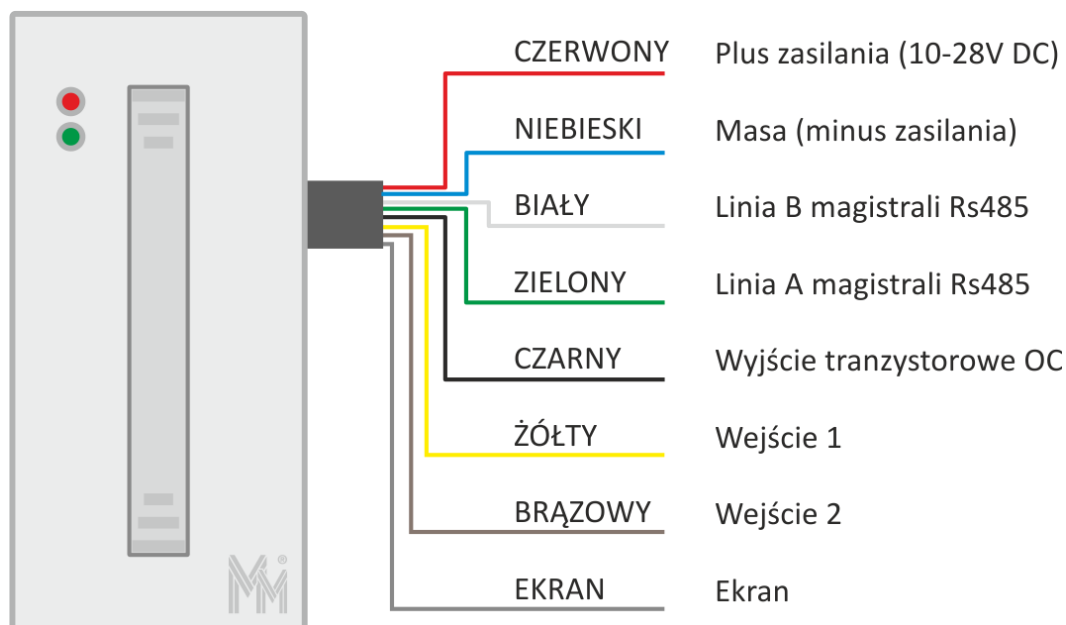 CZERWONY Plus zasilania (10-28V DC)
NIEBIESKI Masa (minus zasilania)
BIAŁY Linia B magistrali Rs485
ZIELONY Linia A magistrali Rs485
CZARNY Wyjście tranzystorowe OC
ŻÓŁTY Wejście 1
BRĄZOWY Wejście 2
EKRAN Ekran
MM®